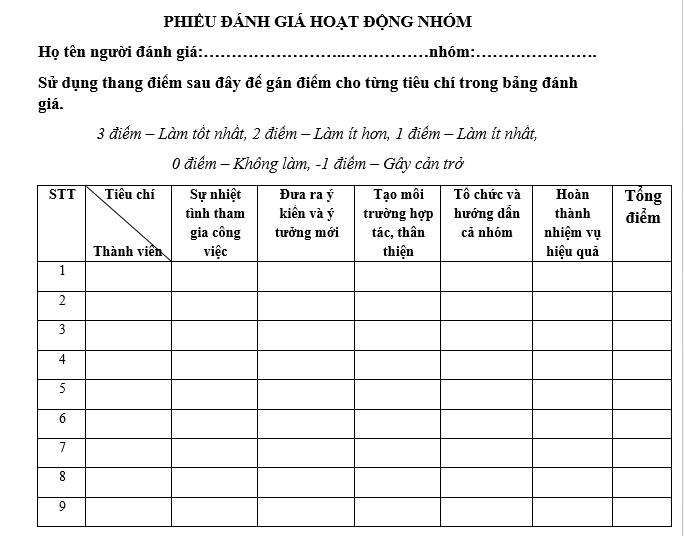 PHIẾU ĐÁNH GIÁ HOẠT ĐỘNG NHÓM
Họ tên người đánh giá:……………………..…………….nhóm:………………….
Sử dụng thang điểm sau đây để gán điểm cho từng tiêu chí trong bảng đánh
giá.
3 điểm – Làm tốt nhất, 2 điểm – Làm ít hơn, 1 điểm – Làm ít nhất,
0 điểm – Không làm, -1 điểm – Gây cản trở
STT Tiêu chí Sự nhiệt Đưa ra ý Tạo môi Tổ chức và Hoàn Tổng
tình tham kiến và ý trường hợp hướng dẫn thành điểm
gia công tưởng mới tác, thân cả nhóm nhiệm vụ
Thành viên việc thiện hiệu quả
1
2
3
4
5
6
7
8
9